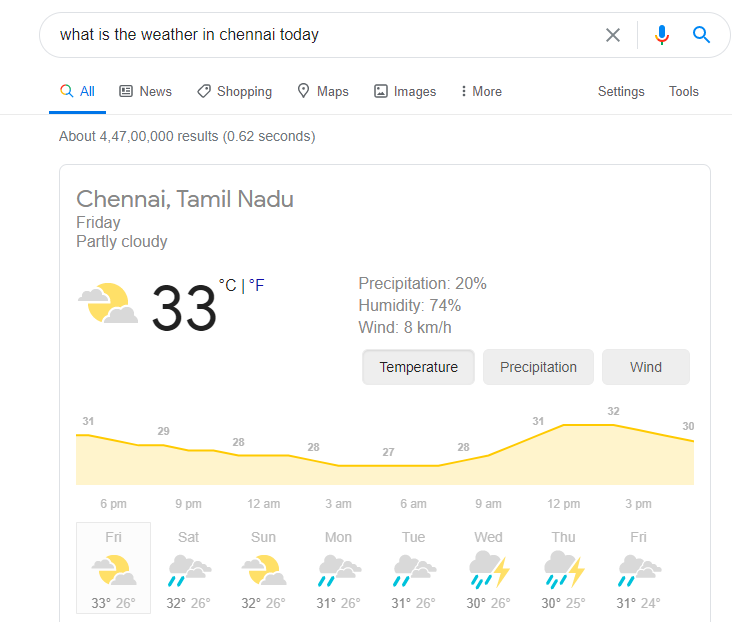 what is the weather in chennai today
All News Shopping Maps Images More Settings Tools
About 4,47,00,000 results (0.62 seconds)
Chennai, Tamil Nadu
Friday
Partly cloudy
33 °C | °F
Precipitation: 20%
Humidity: 74%
Wind: 8 km/h
Temperature Precipitation Wind
31 29 28 28 27 28 31 32 30
6 pm 9 pm 12 am 3 am 6 am 9 am 12 pm 3 pm
Fri Sat Sun Mon Tue Wed Thu Fri
33° 26° 32° 26° 32° 26° 31° 26° 31° 26° 30° 26° 30° 25° 31° 24°